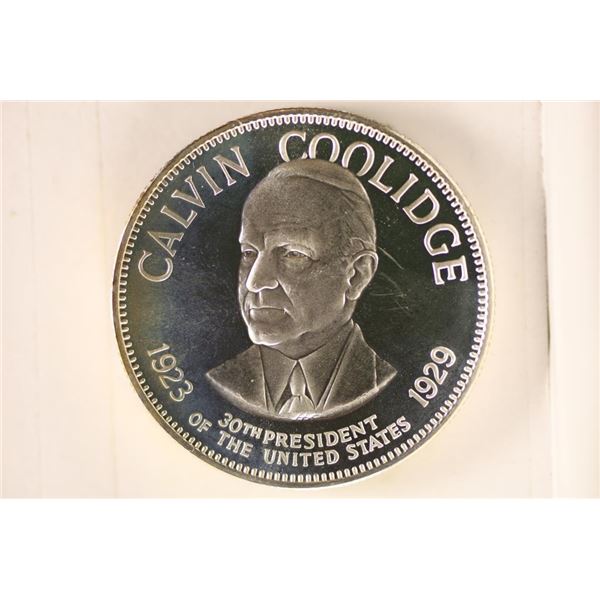 CALVIN COOLIDGE
1923
1929
30TH PRESIDENT
OF THE UNITED STATES